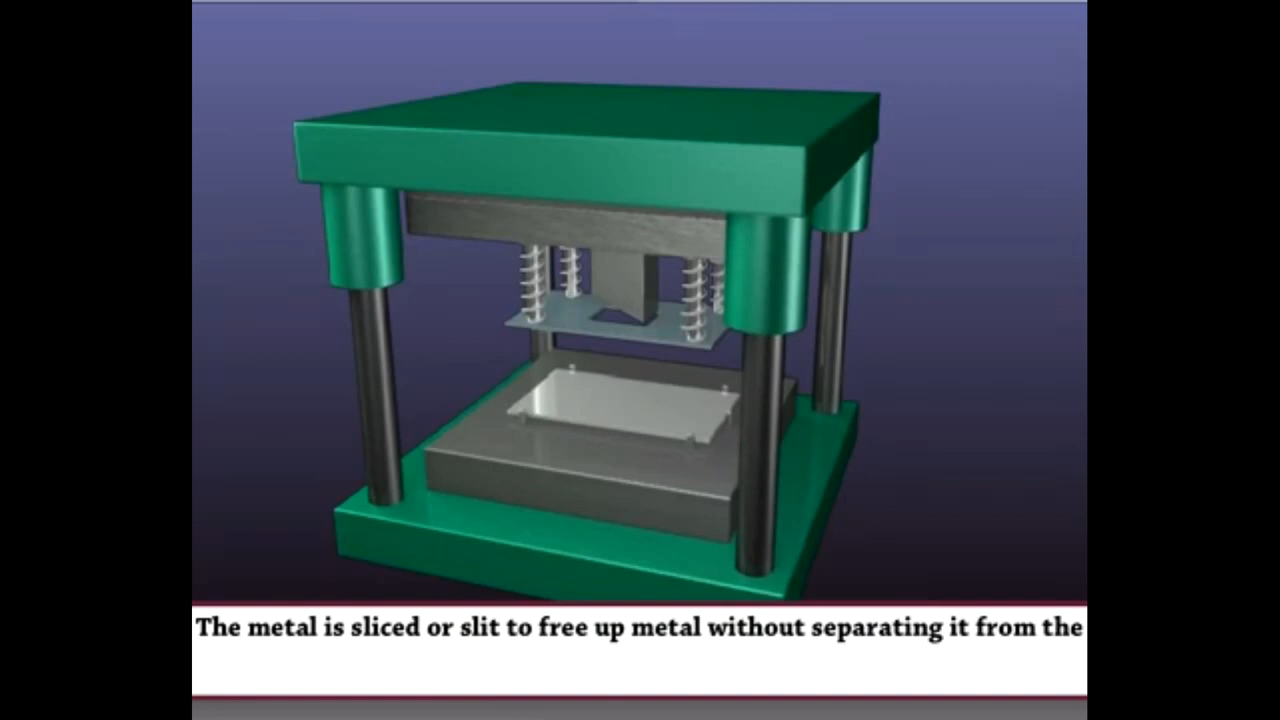 The metal is sliced or slit to free up metal without separating it from the